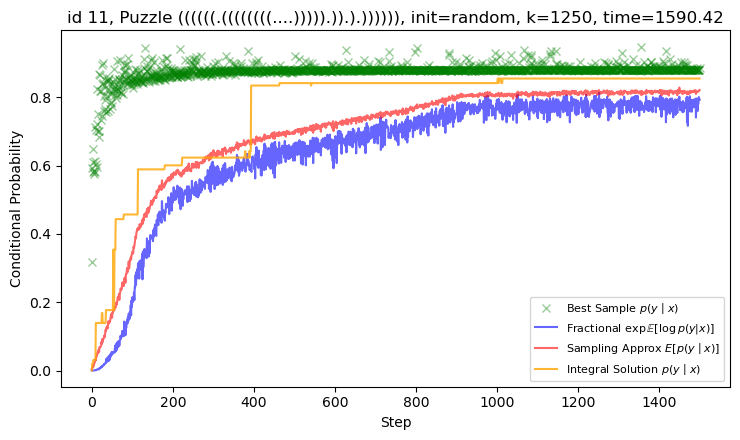 id 11, Puzzle ((((((.((((((((....))))).)).).)))))), init=random, k=1250, time=1590.42
Conditional Probability
0.8
0.6
0.4
0.2
0.0
Best Sample p(y | x)
Fractional exp 𝔼[log p(y|x)]
Sampling Approx E[p(y | x)]
Integral Solution p(y | x)
0 200 400 600 800 1000 1200 1400
Step